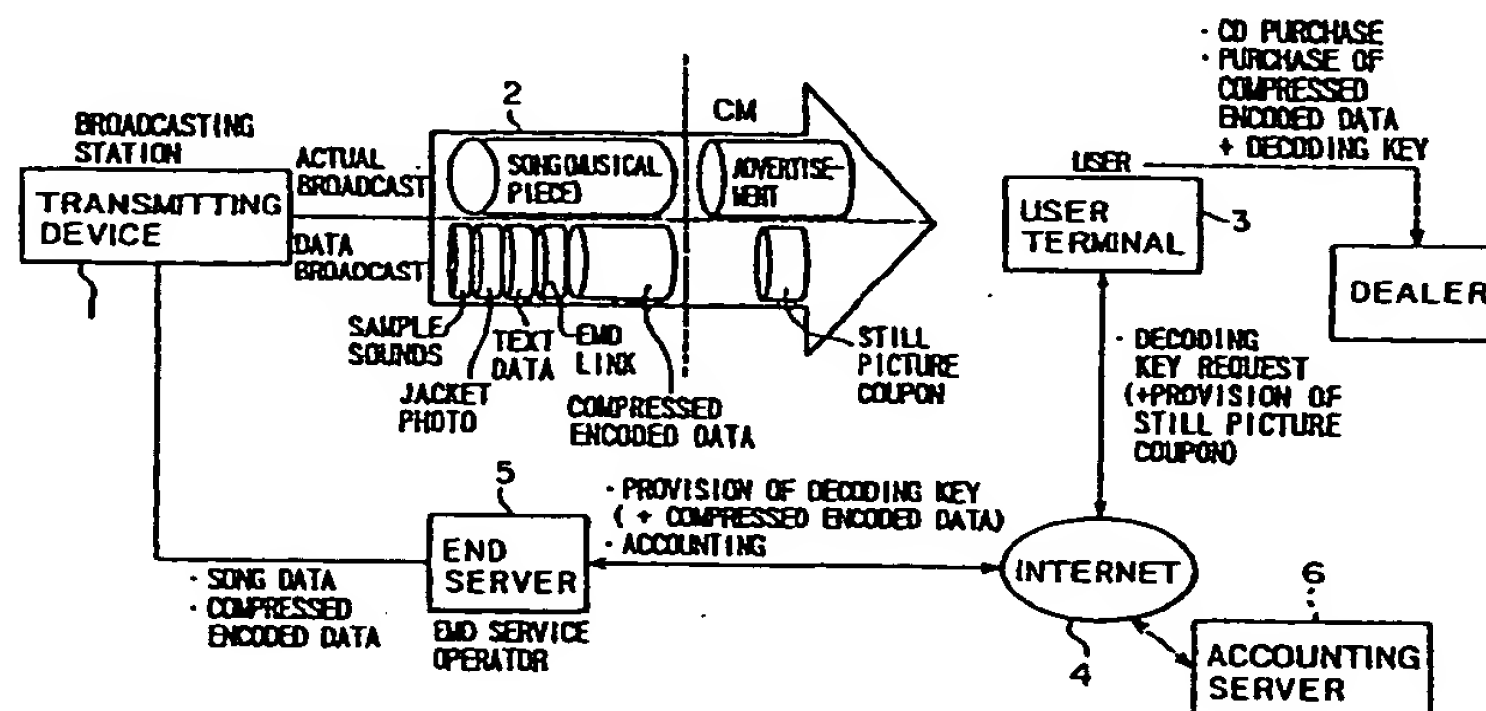 BROADCASTING
STATION
TRANSMITTING
DEVICE
1
ACTUAL
BROADCAST
DATA
BROADCAST
2
SONG(MUSICAL
PIECE)
CM
ADVERTISE-
MENT
SAMPLE
SOUNDS
JACKET
PHOTO
TEXT
DATA
EMD
LINK
COMPRESSED
ENCODED DATA
STILL
PICTURE
COUPON
· CD PURCHASE
· PURCHASE OF
COMPRESSED
ENCODED DATA
+ DECODING KEY
USER
USER
TERMINAL
3
DEALER
· DECODING
KEY REQUEST
(+PROVISION OF
STILL PICTURE
COUPON)
5
END
SERVER
EMD SERVICE
OPERATOR
· SONG DATA
· COMPRESSED
ENCODED DATA
· PROVISION OF DECODING KEY
( + COMPRESSED ENCODED DATA)
· ACCOUNTING
INTERNET
4
6
ACCOUNTING
SERVER